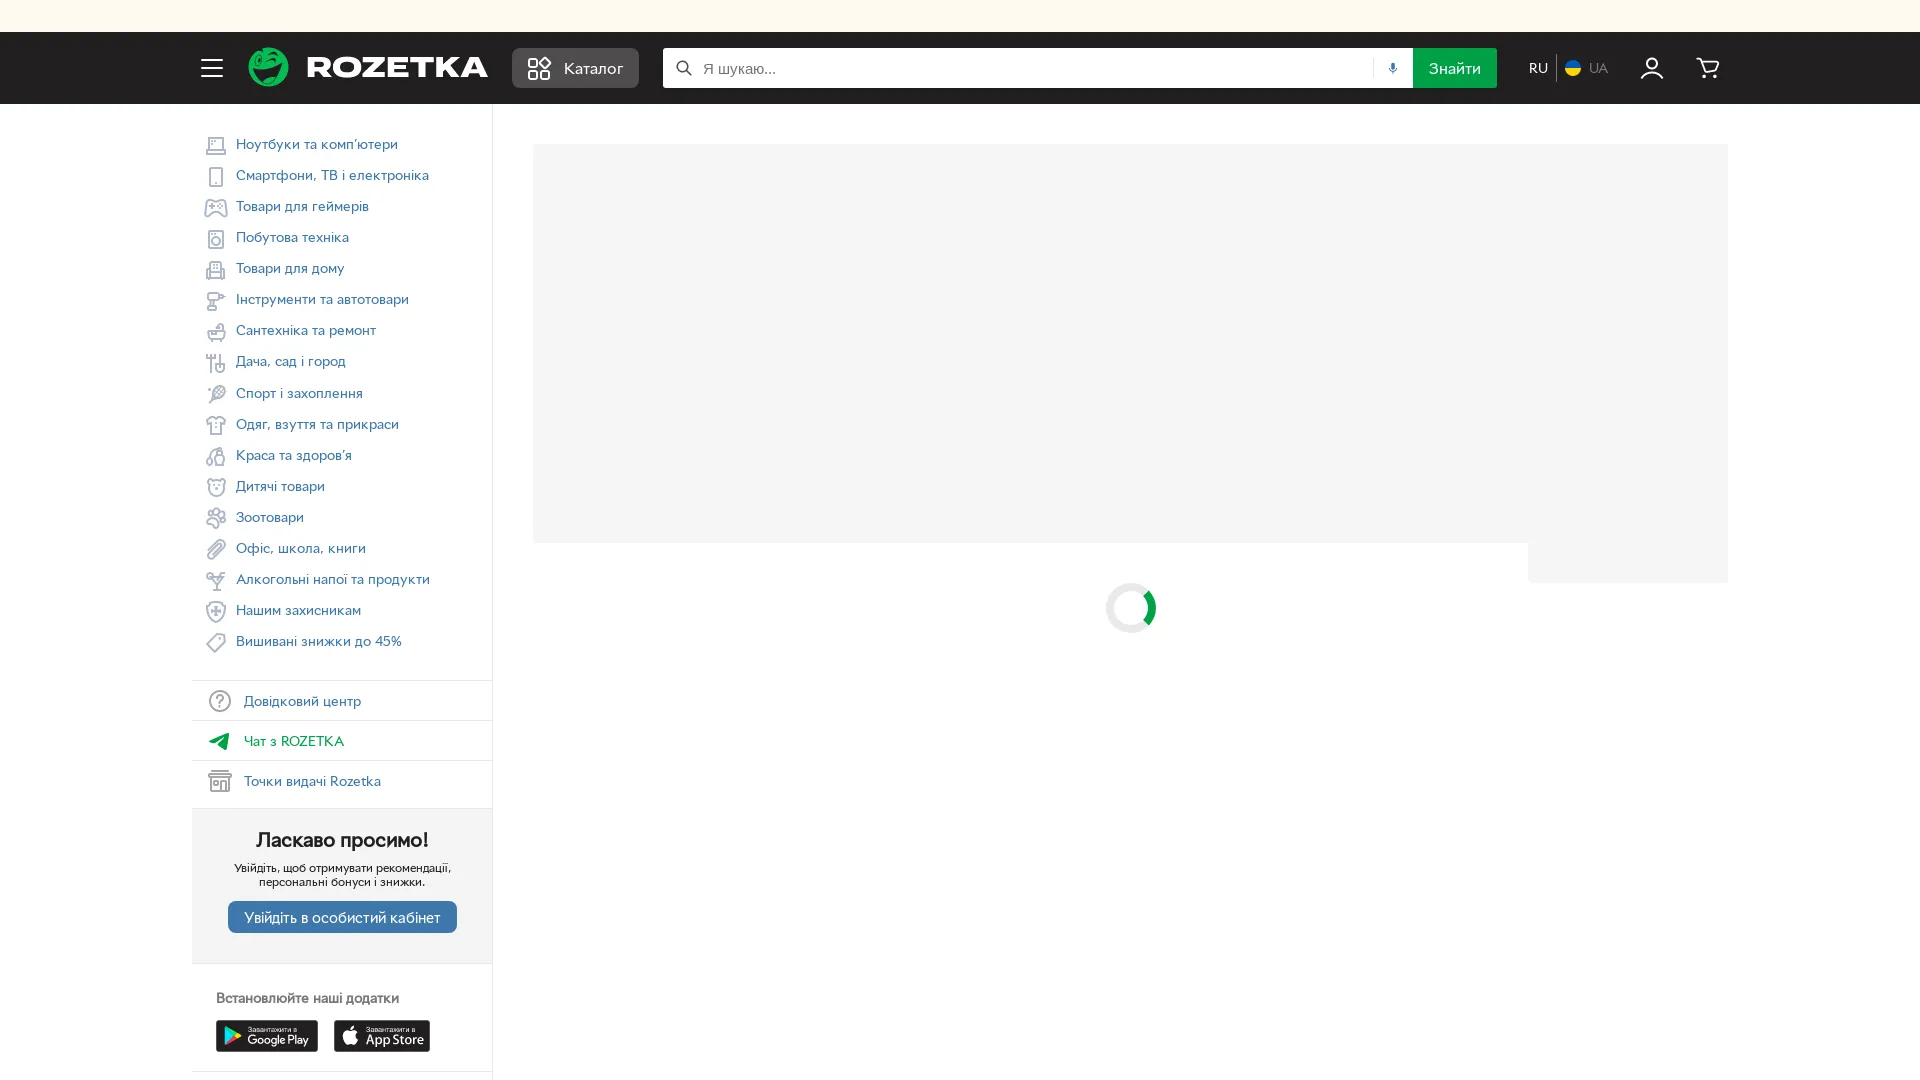 ROZETKA
Каталог
Я шукаю...
Знайти
RU
UA
Ноутбуки та комп'ютери
Смартфони, ТВ і електроніка
Товари для геймерів
Побутова техніка
Товари для дому
Інструменти та автотовари
Сантехніка та ремонт
Дача, сад і город
Спорт і захоплення
Одяг, взуття та прикраси
Краса та здоров'я
Дитячі товари
Зоотовари
Офіс, школа, книги
Алкогольні напої та продукти
Нашим захисникам
Вишивані знижки до 45%
Довідковий центр
Чат з ROZETKA
Точки видачі Rozetka
Ласкаво просимо!
Увійдіть, щоб отримувати рекомендації,
персональні бонуси і знижки.
Увійдіть в особистий кабінет
Встановлюйте наші додатки
Завантажити в
Google Play
Завантажити в
App Store